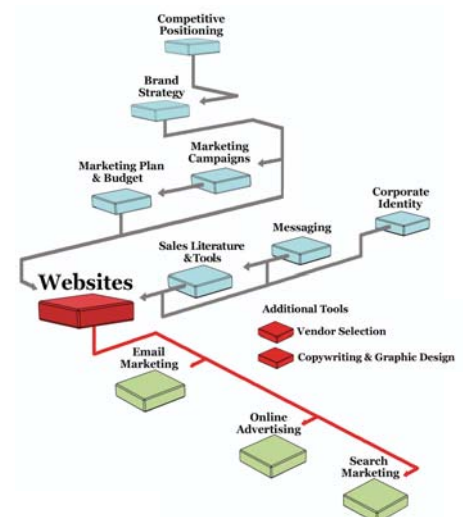 Competitive
Positioning
Brand
Strategy
Marketing
Campaigns
Marketing Plan
& Budget
Corporate
Identity
Messaging
Sales Literature
&Tools
Websites
Additional Tools
Vendor Selection
Copywriting & Graphic Design
Email
Marketing
Online
Advertising
Search
Marketing